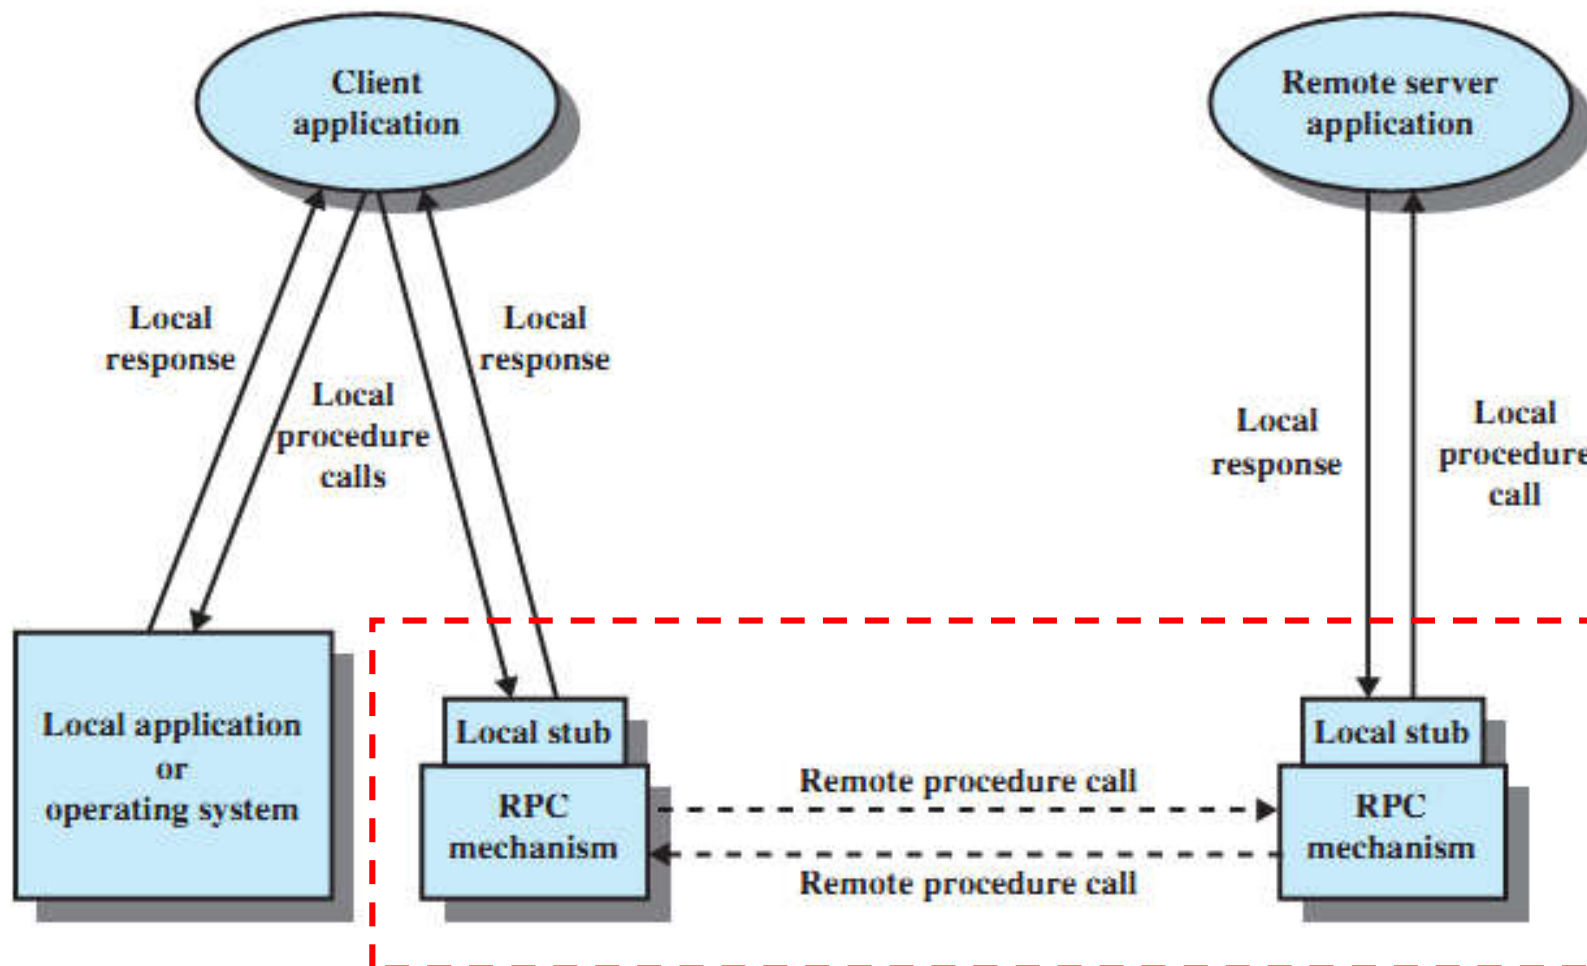 Client
application
Remote server
application
Local
response
Local
response
Local
procedure
calls
Local
response
Local
procedure
call
Local application
or
operating system
Local stub
RPC
mechanism
Remote procedure call
Remote procedure call
Local stub
RPC
mechanism